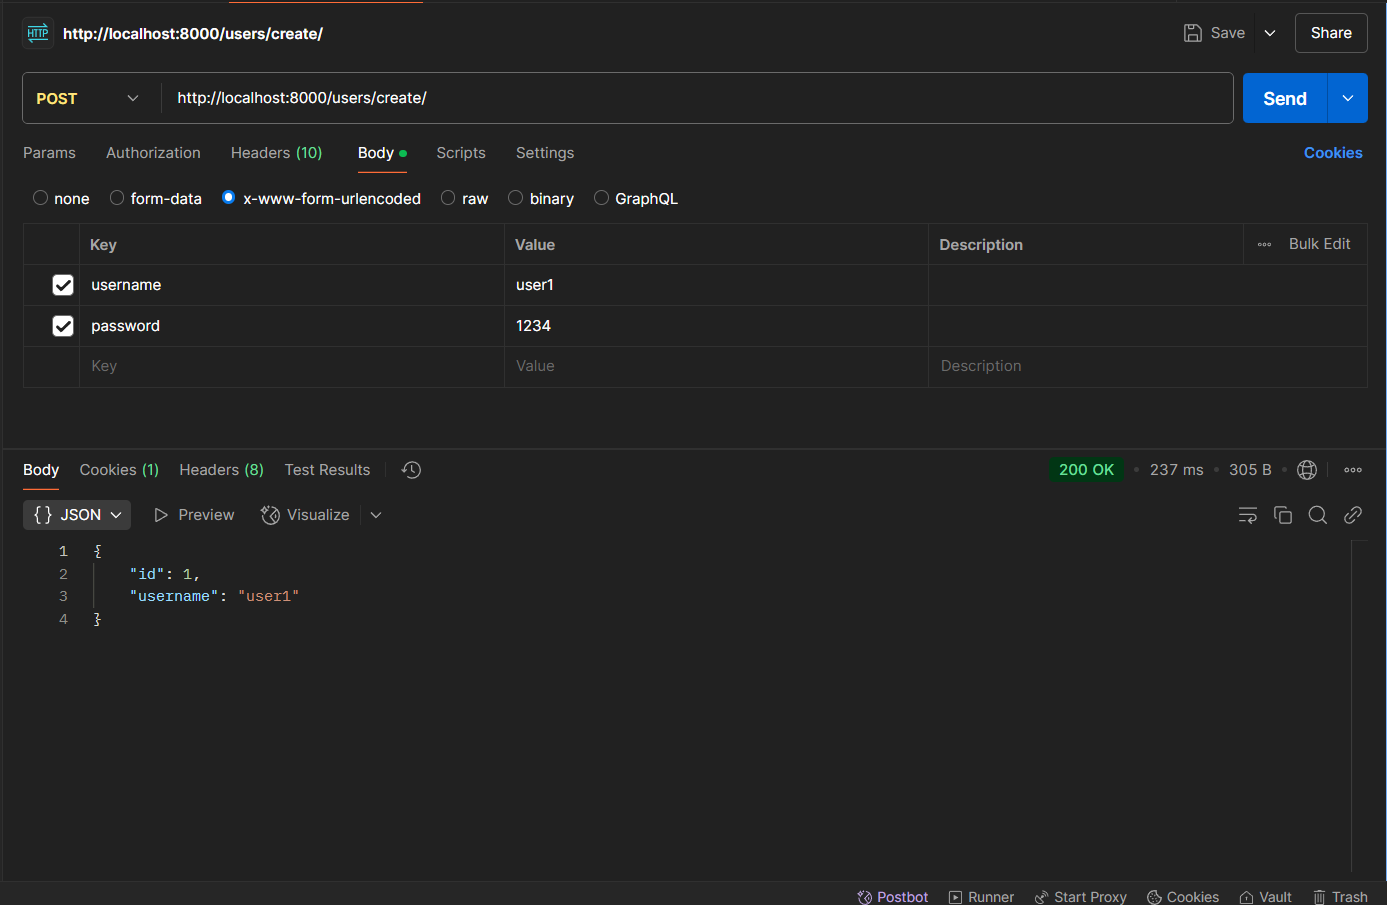 HTTP http://localhost:8000/users/create/ Save Share
POST http://localhost:8000/users/create/ Send
Params Authorization Headers (10) Body Scripts Settings Cookies
none form-data x-www-form-urlencoded raw binary GraphQL
Key Value Description Bulk Edit
username user1
password 1234
Key Value Description
Body Cookies (1) Headers (8) Test Results 200 OK • 237 ms • 305 B •
{} JSON Preview Visualize
1 {
2 "id": 1,
3 "username": "user1"
4 }
Postbot Runner Start Proxy Cookies Vault Trash